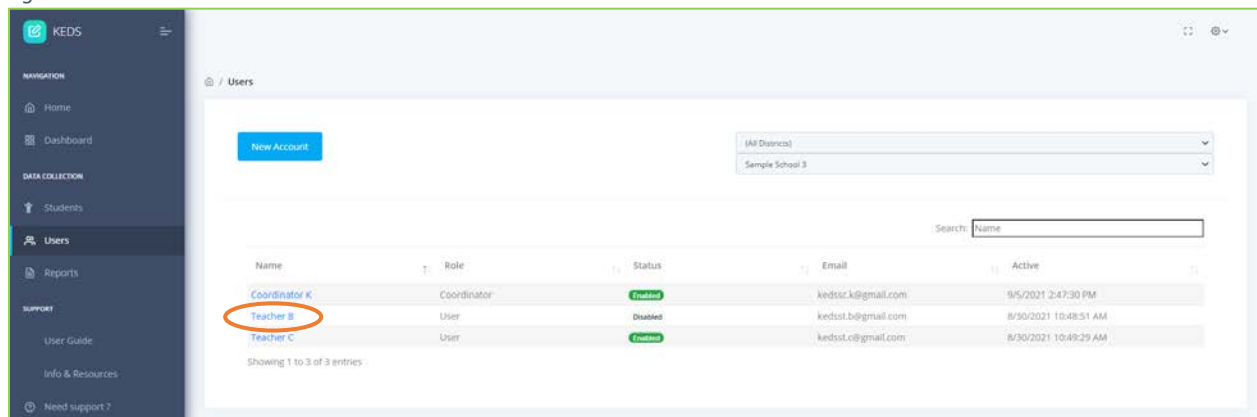 KEDS
NAVIGATION
Home
Dashboard
DATA COLLECTION
Students
Users
Reports
SUPPORT
User Guide
Info & Resources
Need support ?
/ Users
New Account
(All Districts)
Sample School 3
Search: Name
Name Role Status Email Active
Coordinator K Coordinator Enabled kedssr.k@gmail.com 9/5/2021 2:47:30 PM
Teacher B User Disabled kedsst.b@gmail.com 8/30/2021 10:48:51 AM
Teacher C User Enabled kedsst.c@gmail.com 8/30/2021 10:49:29 AM
Showing 1 to 3 of 3 entries